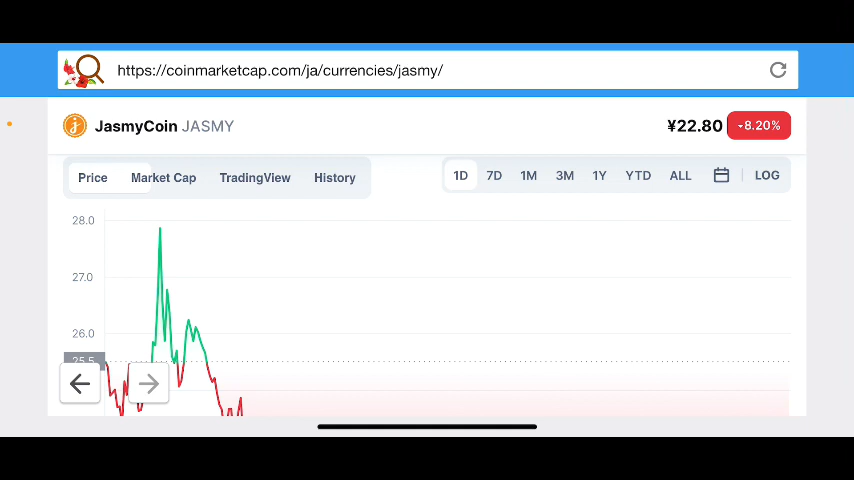 https://coinmarketcap.com/ja/currencies/jasmy/
JasmyCoin JASMY
¥22.80 8.20%
Price Market Cap TradingView History
1D 7D 1M 3M 1Y YTD ALL LOG
28.0
27.0
26.0
25.5